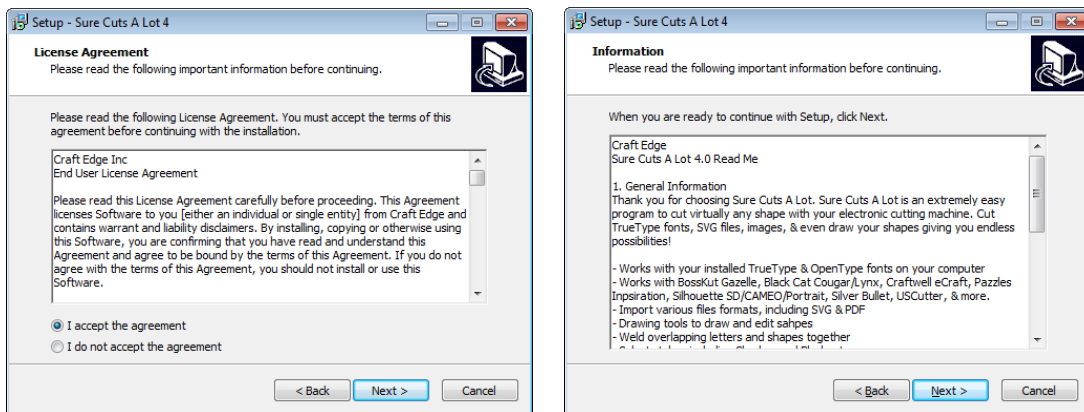 Setup - Sure Cuts A Lot 4
License Agreement
Please read the following important information before continuing.
Please read the following License Agreement. You must accept the terms of this
agreement before continuing with the installation.
Craft Edge Inc
End User License Agreement
Please read this License Agreement carefully before proceeding. This Agreement
licenses Software to you [either an individual or single entity] from Craft Edge and
contains warrant and liability disclaimers. By installing, copying or otherwise using
this Software, you are confirming that you have read and understand this
Agreement and agree to be bound by the terms of this Agreement. If you do not
agree with the terms of this Agreement, you should not install or use this
Software.
I accept the agreement
I do not accept the agreement
< Back
Next >
Cancel
Setup - Sure Cuts A Lot 4
Information
Please read the following important information before continuing.
When you are ready to continue with Setup, click Next.
Craft Edge
Sure Cuts A Lot 4.0 Read Me
1. General Information
Thank you for choosing Sure Cuts A Lot. Sure Cuts A Lot is an extremely easy
program to cut virtually any shape with your electronic cutting machine. Cut
TrueType fonts, SVG files, images, & even draw your shapes giving you endless
possibilities!
- Works with your installed TrueType & OpenType fonts on your computer
- Works with BossKut Gazelle, Black Cat Cougar/Lynx, Craftwell eCraft, Pazzles
Inpsiration, Silhouette SD/CAMEO/Portrait, Silver Bullet, USCutter, & more.
- Import various files formats, including SVG & PDF
- Drawing tools to draw and edit sahpes
- Weld overlapping letters and shapes together
< Back
Next >
Cancel